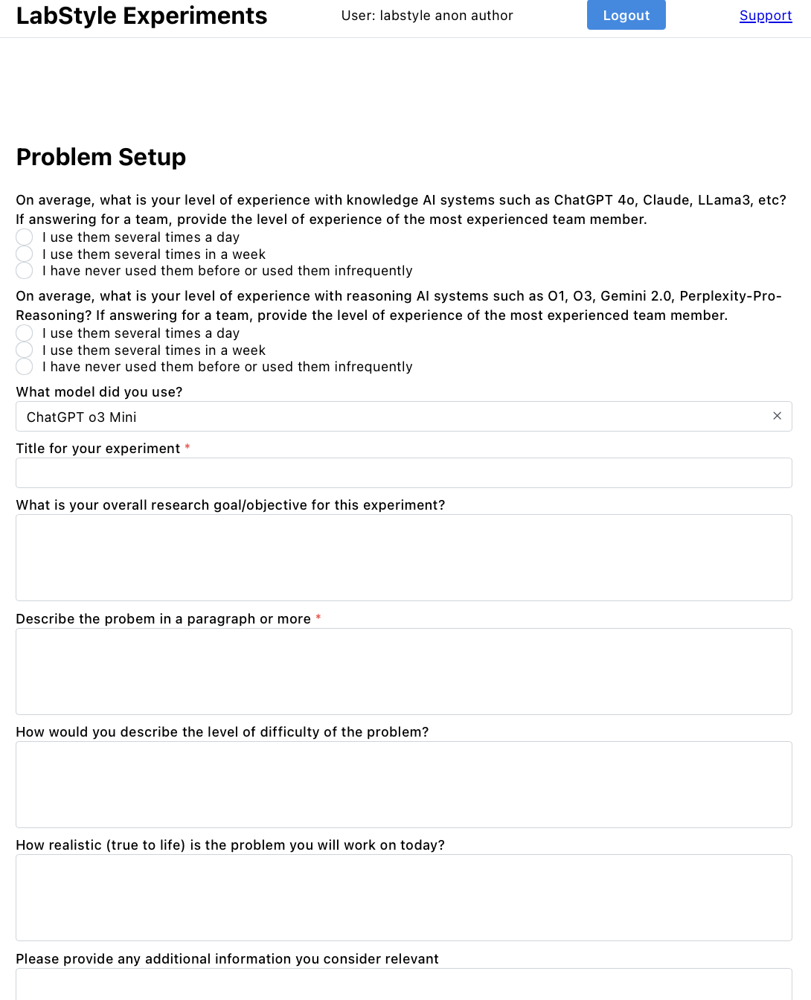 LabStyle Experiments
User: labstyle anon author
Logout
Support
Problem Setup
On average, what is your level of experience with knowledge AI systems such as ChatGPT 4o, Claude, LLama3, etc?
If answering for a team, provide the level of experience of the most experienced team member.
I use them several times a day
I use them several times in a week
I have never used them before or used them infrequently
On average, what is your level of experience with reasoning AI systems such as O1, O3, Gemini 2.0, Perplexity-Pro-
Reasoning? If answering for a team, provide the level of experience of the most experienced team member.
I use them several times a day
I use them several times in a week
I have never used them before or used them infrequently
What model did you use?
ChatGPT o3 Mini
Title for your experiment *
What is your overall research goal/objective for this experiment?
Describe the probem in a paragraph or more *
How would you describe the level of difficulty of the problem?
How realistic (true to life) is the problem you will work on today?
Please provide any additional information you consider relevant